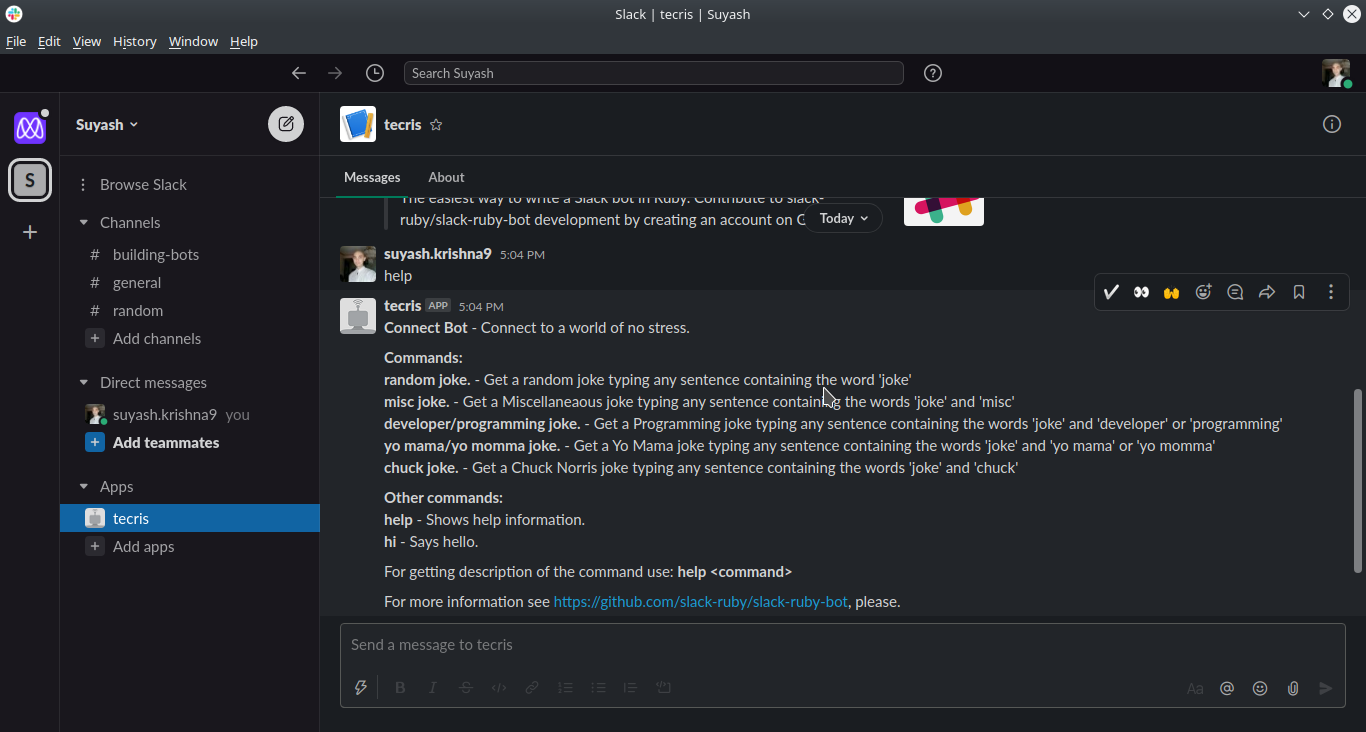 Slack | tecris | Suyash
File Edit View History Window Help
Search Suyash
S
Suyash
Browse Slack
Channels
# building-bots
# general
# random
+ Add channels
Direct messages
suyash.krishna9 you
+ Add teammates
Apps
tecris
+ Add apps
tecris
Messages About
The easiest way to write a Slack bot in Ruby. Contribute to slack-
ruby/slack-ruby-bot development by creating an account on
Today
suyash.krishna9 5:04 PM
help
tecris APP 5:04 PM
Connect Bot - Connect to a world of no stress.
Commands:
random joke. - Get a random joke typing any sentence containing the word 'joke'
misc joke. - Get a Miscellaneaous joke typing any sentence containing the words 'joke' and 'misc'
developer/programming joke. - Get a Programming joke typing any sentence containing the words 'joke' and 'developer' or 'programming'
yo mama/yo momma joke. - Get a Yo Mama joke typing any sentence containing the words 'joke' and 'yo mama' or 'yo momma'
chuck joke. - Get a Chuck Norris joke typing any sentence containing the words 'joke' and 'chuck'
Other commands:
help - Shows help information.
hi - Says hello.
For getting description of the command use: help <command>
For more information see https://github.com/slack-ruby/slack-ruby-bot, please.
Send a message to tecris
B I S Aa @